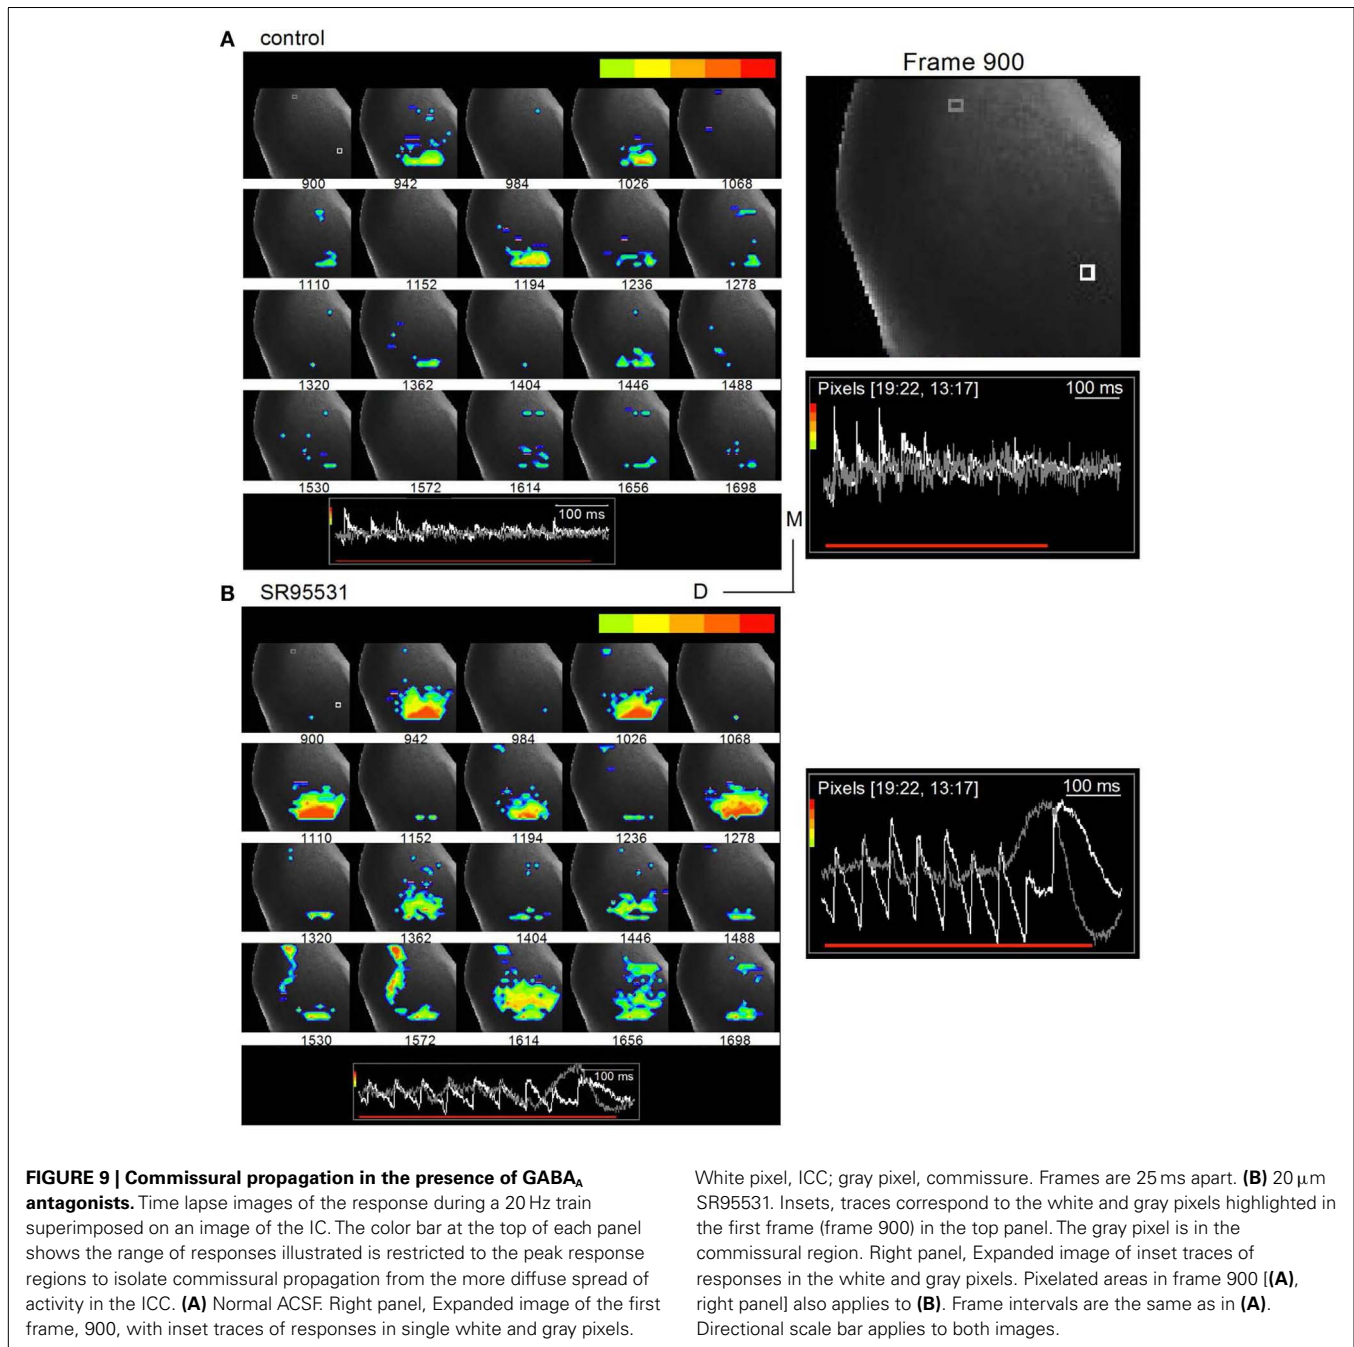 A control
Frame 900
900 942 984 1026 1068
1110 1152 1194 1236 1278
1320 1362 1404 1446 1488
1530 1572 1614 1656 1698
100 ms
Pixels [19:22, 13:17] 100 ms
M
D
B SR95531
900 942 984 1026 1068
1110 1152 1194 1236 1278
1320 1362 1404 1446 1488
1530 1572 1614 1656 1698
100 ms
Pixels [19:22, 13:17] 100 ms
FIGURE 9 | Commissural propagation in the presence of GABAA
antagonists. Time lapse images of the response during a 20 Hz train
superimposed on an image of the IC. The color bar at the top of each panel
shows the range of responses illustrated is restricted to the peak response
regions to isolate commissural propagation from the more diffuse spread of
activity in the ICC. (A) Normal ACSF. Right panel, Expanded image of the first
frame, 900, with inset traces of responses in single white and gray pixels.
White pixel, ICC; gray pixel, commissure. Frames are 25 ms apart. (B) 20 μm
SR95531. Insets, traces correspond to the white and gray pixels highlighted in
the first frame (frame 900) in the top panel. The gray pixel is in the
commissural region. Right panel, Expanded image of inset traces of
responses in the white and gray pixels. Pixelated areas in frame 900 [(A),
right panel] also applies to (B). Frame intervals are the same as in (A).
Directional scale bar applies to both images.